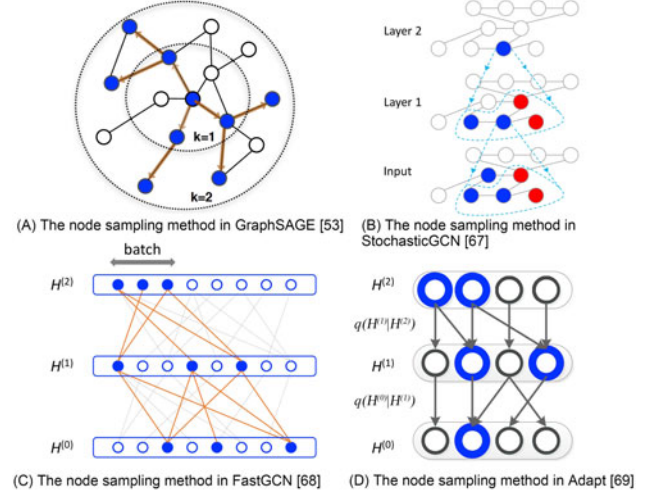 k=1
k=2
(A) The node sampling method in GraphSAGE [53]
Layer 2
Layer 1
Input
(B) The node sampling method in
StochasticGCN [67]
batch
H(2)
H(1)
H(0)
(C) The node sampling method in FastGCN [68]
H(2)
q(H(1)|H(2))
H(1)
q(H(0)|H(1))
H(0)
(D) The node sampling method in Adapt [69]